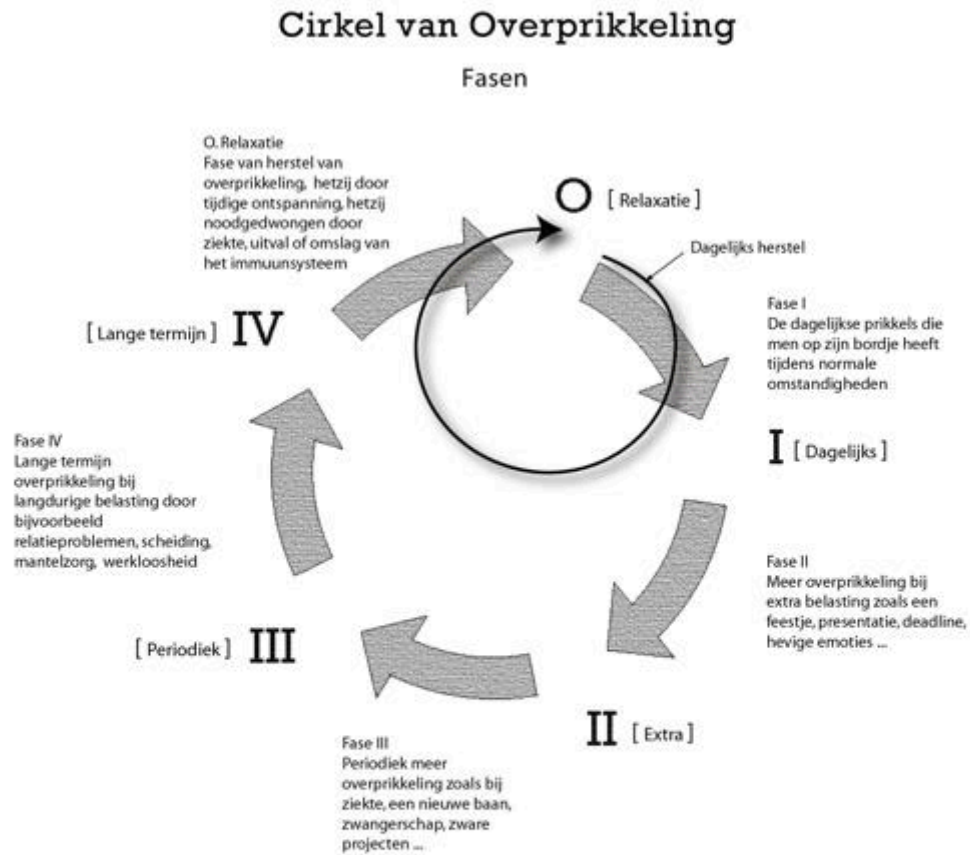 Cirkel van Overprikkeling
Fasen
O. Relaxatie
Fase van herstel van
overprikkeling, hetzij door
tijdige ontspanning, hetzij
noodgedwongen door
ziekte, uitval of omslag van
het immuunsysteem
O [ Relaxatie ]
Dagelijks herstel
Fase I
De dagelijkse prikkels die
men op zijn bordje heeft
tijdens normale
omstandigheden
I [ Dagelijks ]
Fase II
Meer overprikkeling bij
extra belasting zoals een
feestje, presentatie, deadline,
hevige emoties ...
II [ Extra ]
Fase III
Periodiek meer
overprikkeling zoals bij
ziekte, een nieuwe baan,
zwangerschap, zware
projecten ...
[ Periodiek ] III
Fase IV
Lange termijn
overprikkeling bij
langdurige belasting door
bijvoorbeeld
relatieproblemen, scheiding,
mantelzorg, werkloosheid
[ Lange termijn ] IV